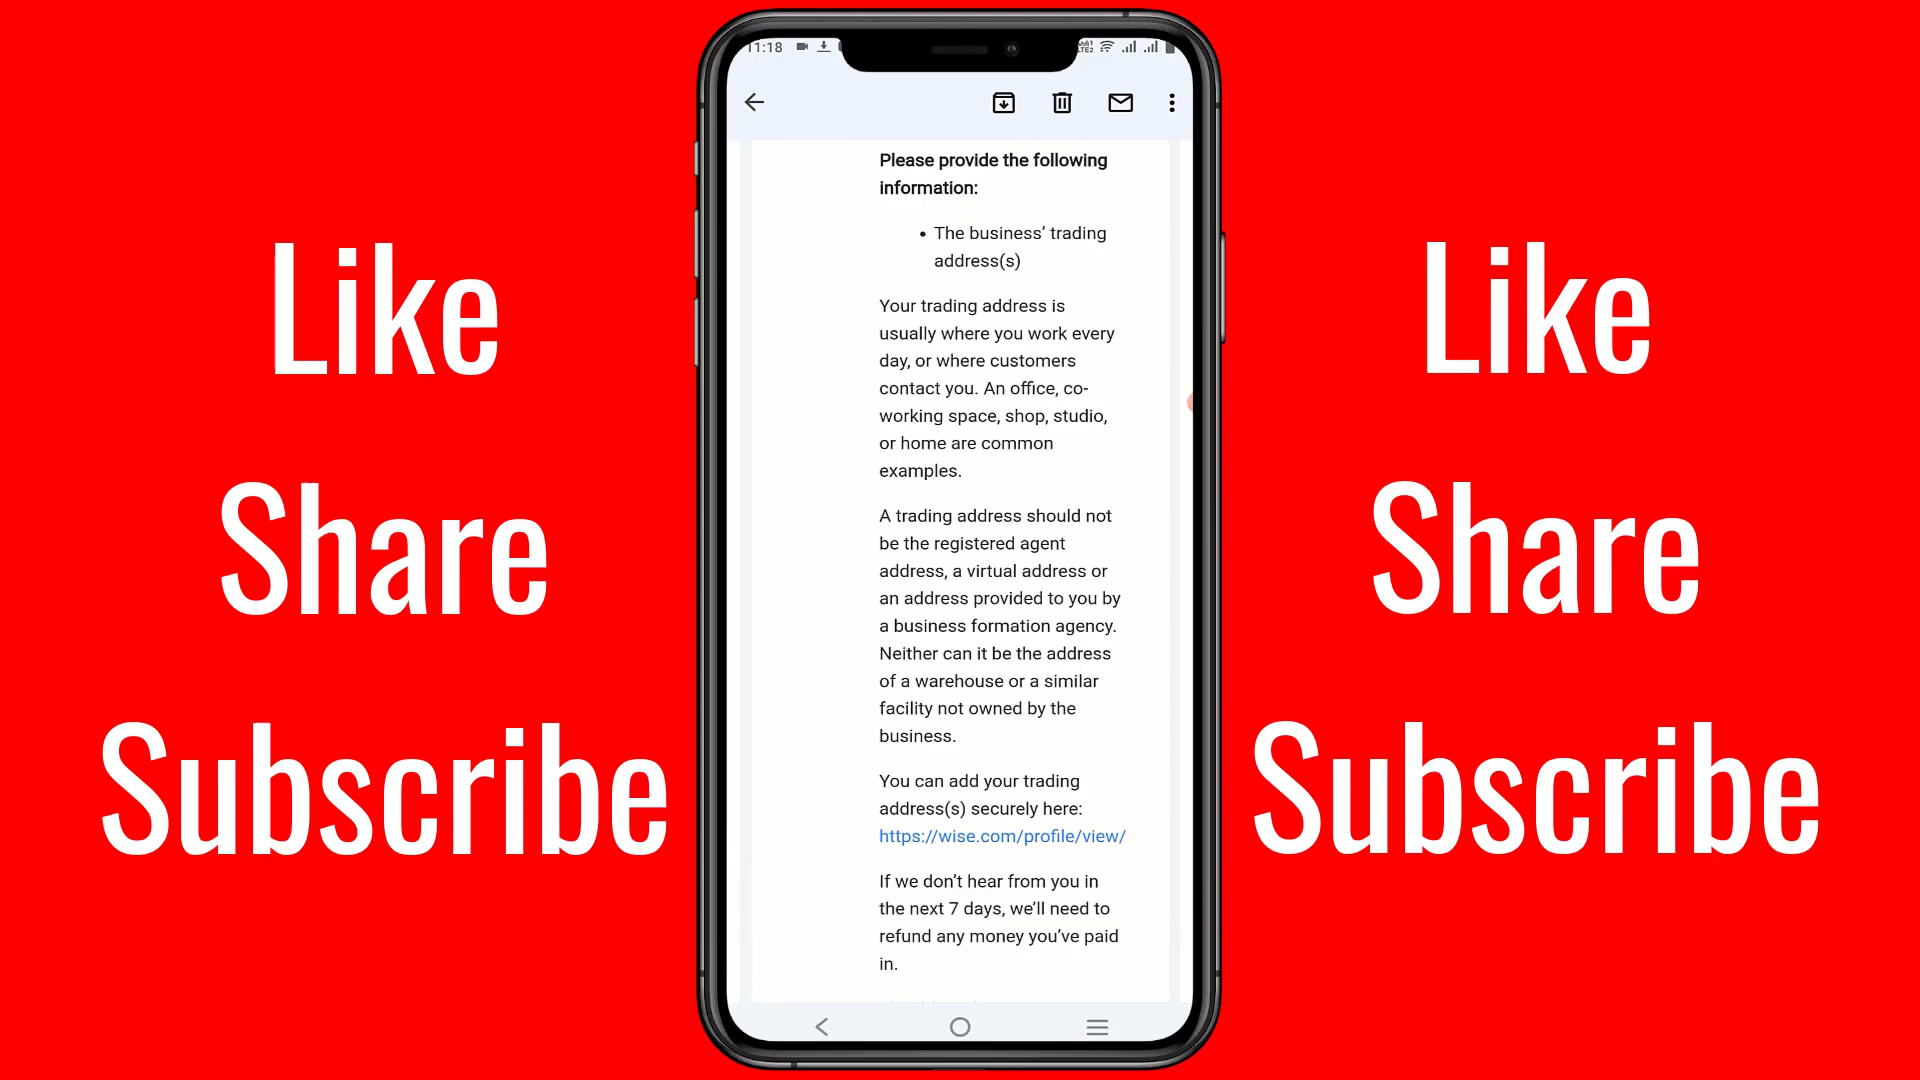 Like
Share
Subscribe
11:18
Please provide the following
information:
• The business’ trading
address(s)
Your trading address is
usually where you work every
day, or where customers
contact you. An office, co-
working space, shop, studio,
or home are common
examples.
A trading address should not
be the registered agent
address, a virtual address or
an address provided to you by
a business formation agency.
Neither can it be the address
of a warehouse or a similar
facility not owned by the
business.
You can add your trading
address(s) securely here:
https://wise.com/profile/view/
If we don’t hear from you in
the next 7 days, we’ll need to
refund any money you’ve paid
in.
Like
Share
Subscribe